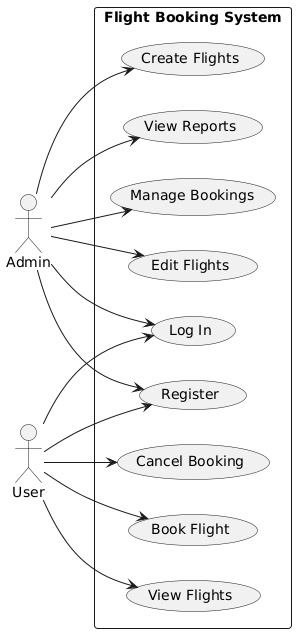 Flight Booking System
Create Flights
View Reports
Manage Bookings
Admin
Edit Flights
Log In
Register
Cancel Booking
User
Book Flight
View Flights